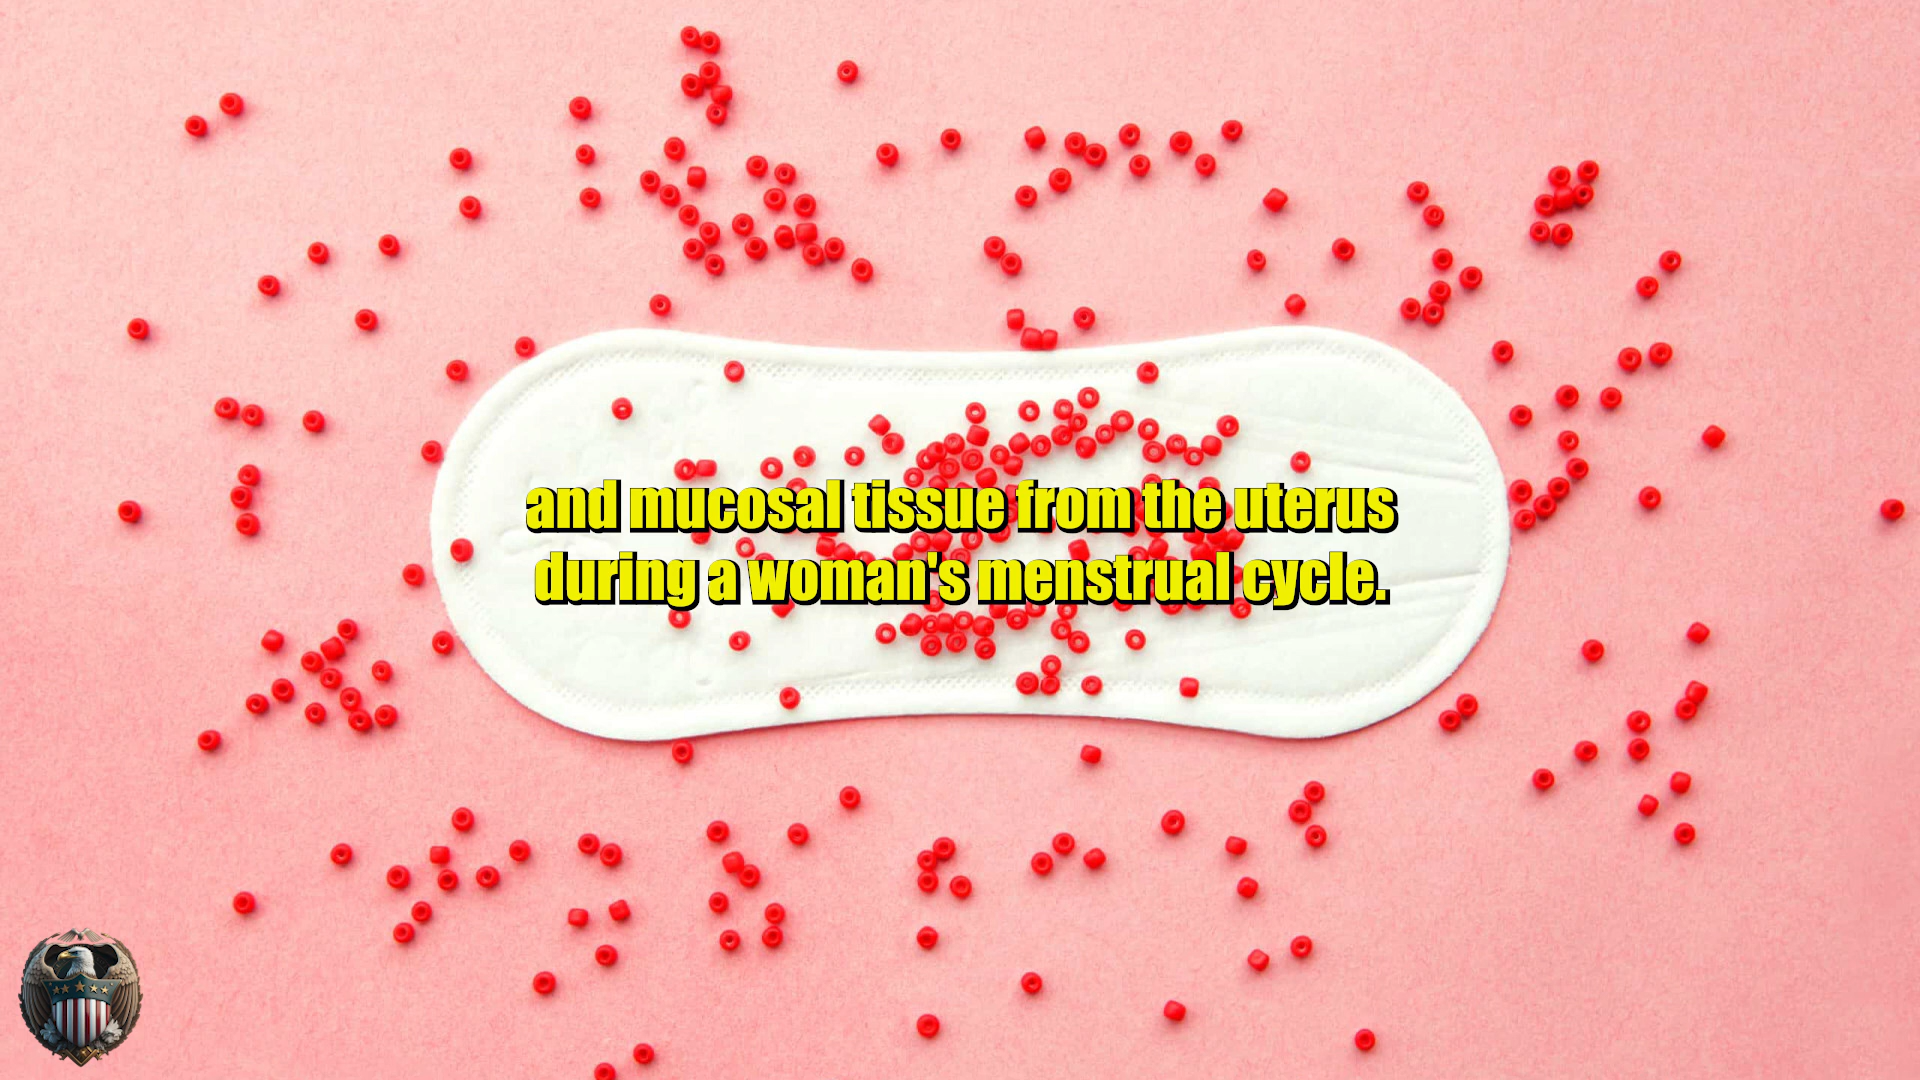 and mucosal tissue from the uterus
during a woman's menstrual cycle.